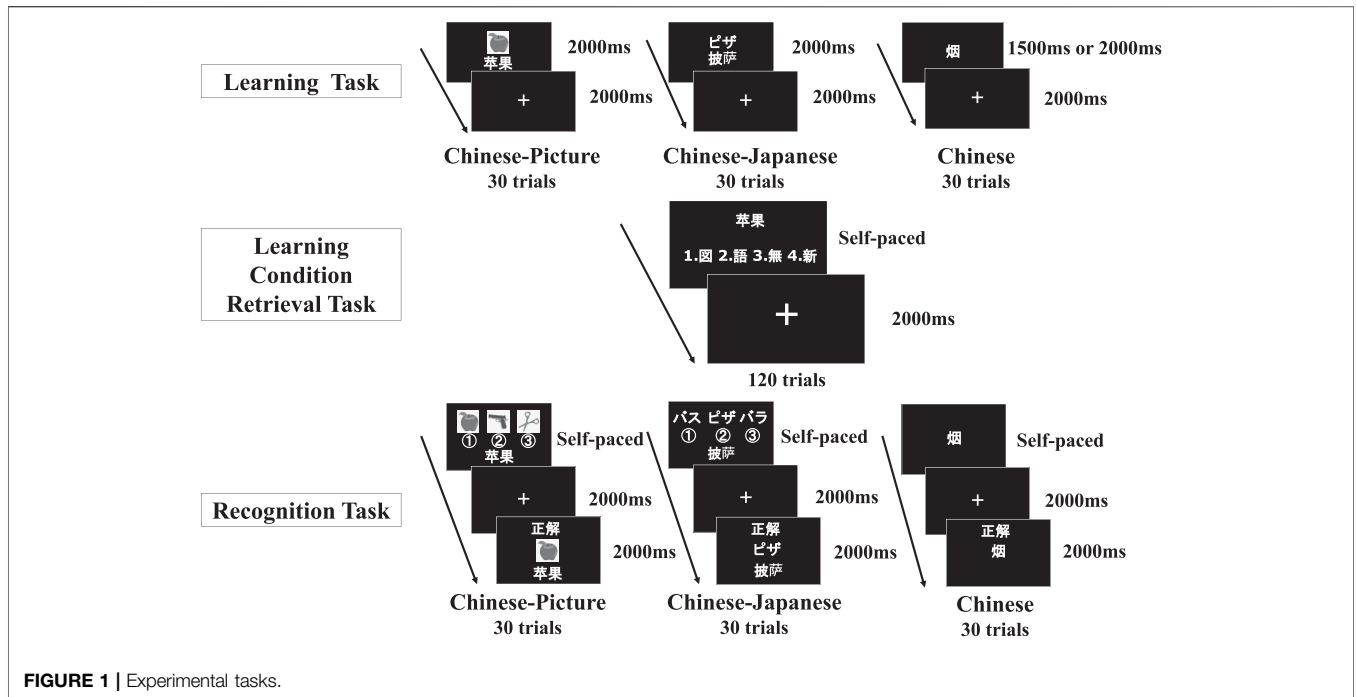 Learning Task
苹果
2000ms
+
2000ms
Chinese-Picture
30 trials
ピザ
披萨
2000ms
+
2000ms
Chinese-Japanese
30 trials
烟
1500ms or 2000ms
+
2000ms
Chinese
30 trials
Learning
Condition
Retrieval Task
苹果
1.図 2.語 3.無 4.新
Self-paced
+
2000ms
120 trials
Recognition Task
① ② ③
苹果
Self-paced
+
2000ms
正解
苹果
2000ms
Chinese-Picture
30 trials
バス ピザ バラ
① ② ③
披萨
Self-paced
+
2000ms
正解
ピザ
披萨
2000ms
Chinese-Japanese
30 trials
烟
Self-paced
+
2000ms
正解
烟
2000ms
Chinese
30 trials
FIGURE 1 | Experimental tasks.